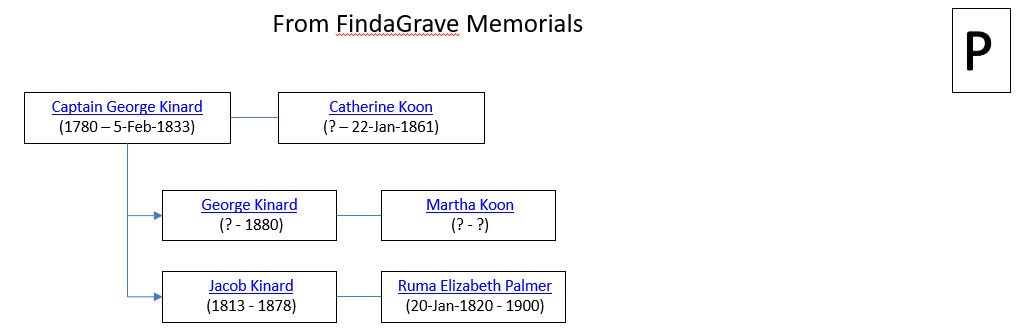 From FindaGrave Memorials
P
Captain George Kinard
(1780 – 5-Feb-1833)
Catherine Koon
(? – 22-Jan-1861)
George Kinard
(? - 1880)
Martha Koon
(? - ?)
Jacob Kinard
(1813 - 1878)
Ruma Elizabeth Palmer
(20-Jan-1820 - 1900)